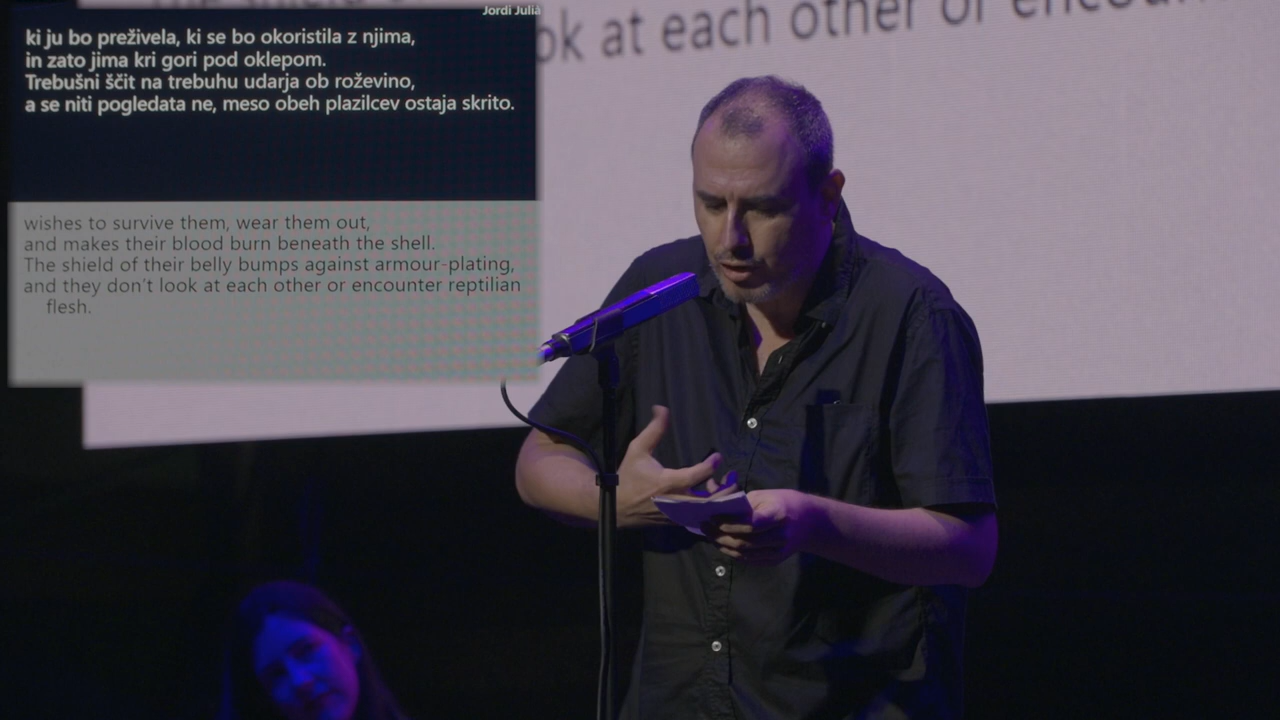 Jordi Julià
ki ju bo preživela, ki se bo okoristila z njima,
in zato jima kri gori pod oklepom.
Trebušni ščit na trebuhu udarja ob roževino,
a se niti pogledata ne, meso obeh plazilcev ostaja skrito.
wishes to survive them, wear them out,
and makes their blood burn beneath the shell.
The shield of their belly bumps against armour-plating,
and they don't look at each other or encounter reptilian
flesh.
The shield
look at each other or encoun